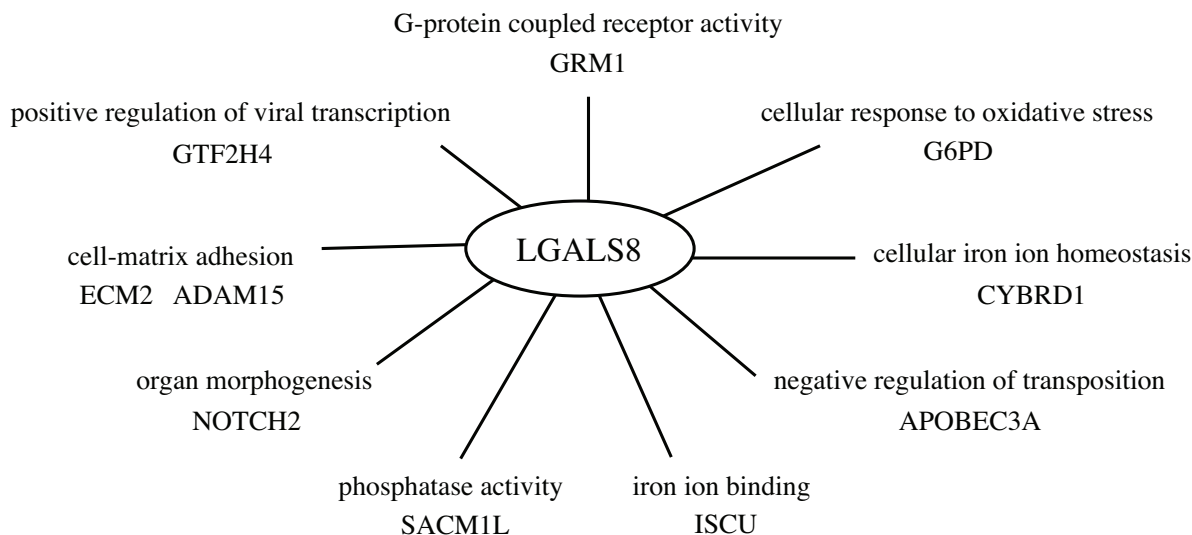 G-protein coupled receptor activity
GRM1
positive regulation of viral transcription
GTF2H4
cellular response to oxidative stress
G6PD
LGALS8
cell-matrix adhesion
ECM2 ADAM15
cellular iron ion homeostasis
CYBRD1
organ morphogenesis
NOTCH2
negative regulation of transposition
APOBEC3A
phosphatase activity
SACM1L
iron ion binding
ISCU